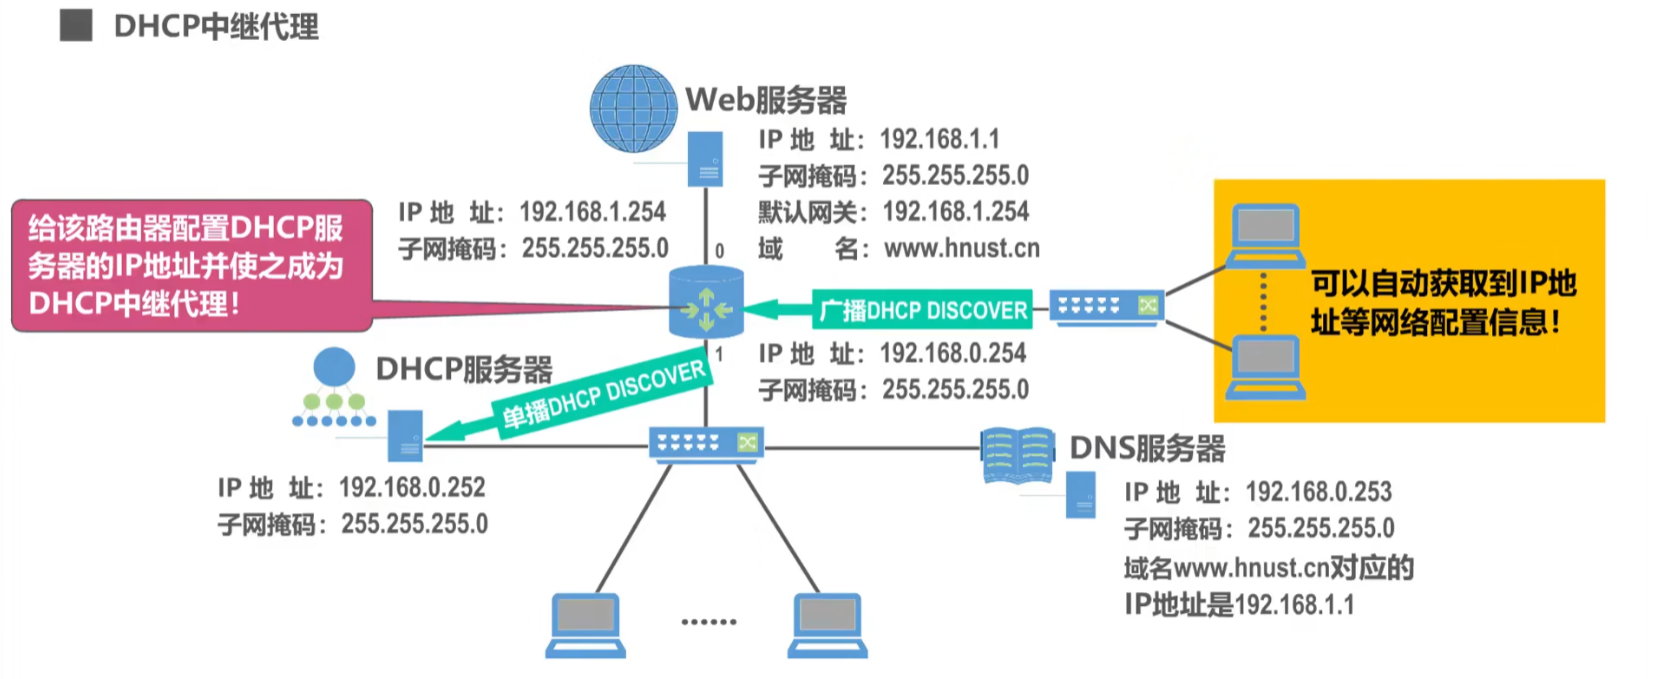 DHCP中继代理
Web服务器
IP 地 址：192.168.1.1
子网掩码：255.255.255.0
默认网关：192.168.1.254
域 名：www.hnust.cn
IP 地 址：192.168.1.254
子网掩码：255.255.255.0
0
给该路由器配置DHCP服
务器的IP地址并使之成为
DHCP中继代理！
广播DHCP DISCOVER
可以自动获取到IP地
址等网络配置信息！
1
IP 地 址：192.168.0.254
子网掩码：255.255.255.0
DHCP服务器
单播DHCP DISCOVER
IP 地 址：192.168.0.252
子网掩码：255.255.255.0
DNS服务器
IP 地 址：192.168.0.253
子网掩码：255.255.255.0
域名www.hnust.cn对应的
IP地址是192.168.1.1
······